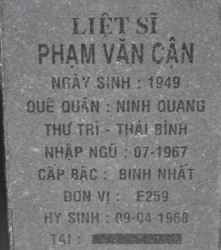 LIỆT SĨ
PHẠM VĂN CẬN
NGÀY SINH : 1949
QUÊ QUÁN : NINH QUANG
THƯ TRÌ - THÁI BÌNH
NHẬP NGŨ : 07-1967
CẤP BẬC : BINH NHẤT
ĐƠN VỊ : E259
HY SINH : 09-04-1968
TẠI :